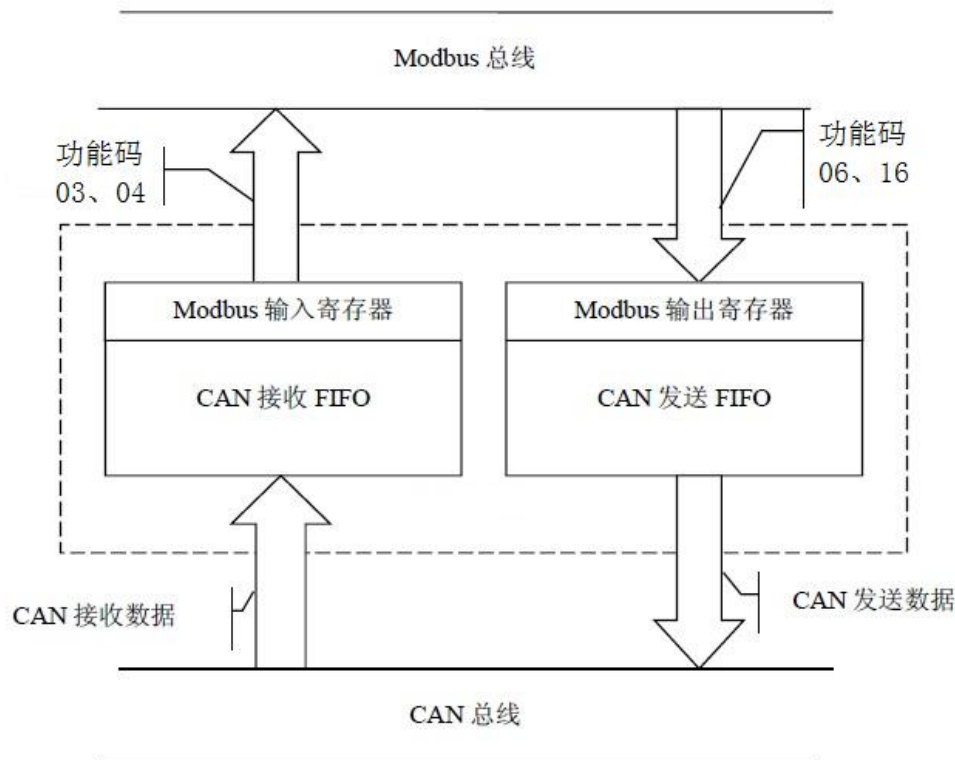 Modbus 总线
功能码
03、04
功能码
06、16
Modbus 输入寄存器
Modbus 输出寄存器
CAN 接收 FIFO
CAN 发送 FIFO
CAN 接收数据
CAN 发送数据
CAN 总线